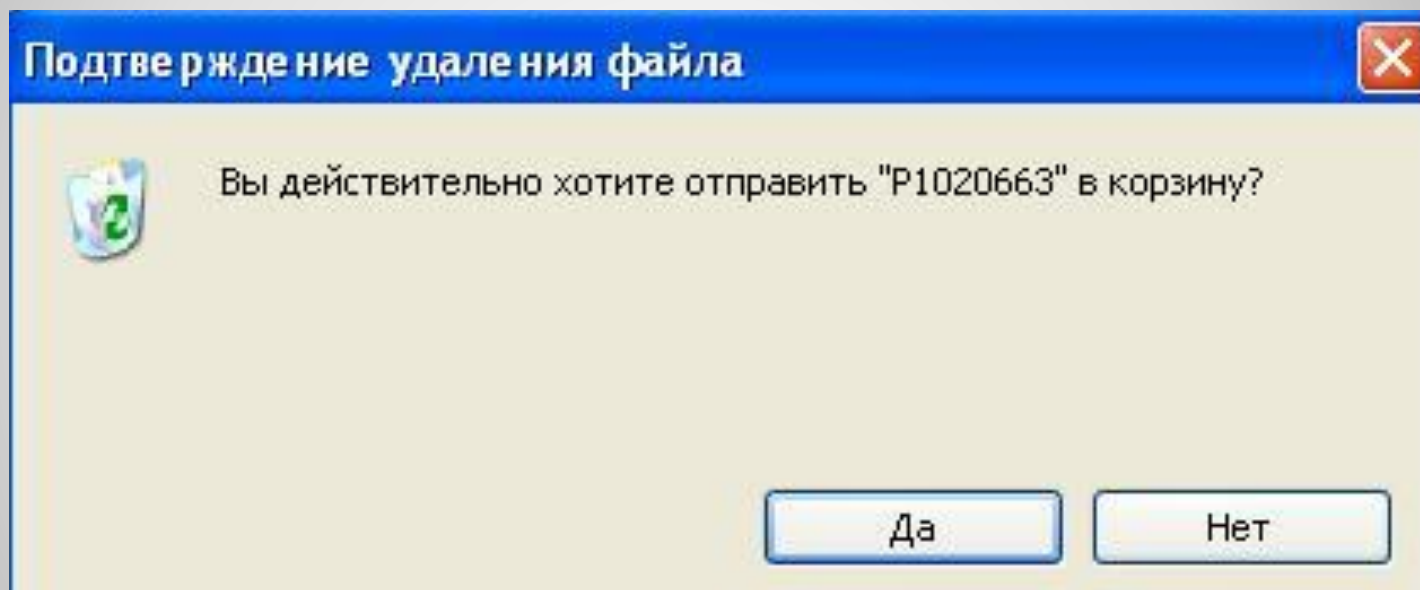 Подтверждение удаления файла
Вы действительно хотите отправить "P1020663" в корзину?
Да
Нет